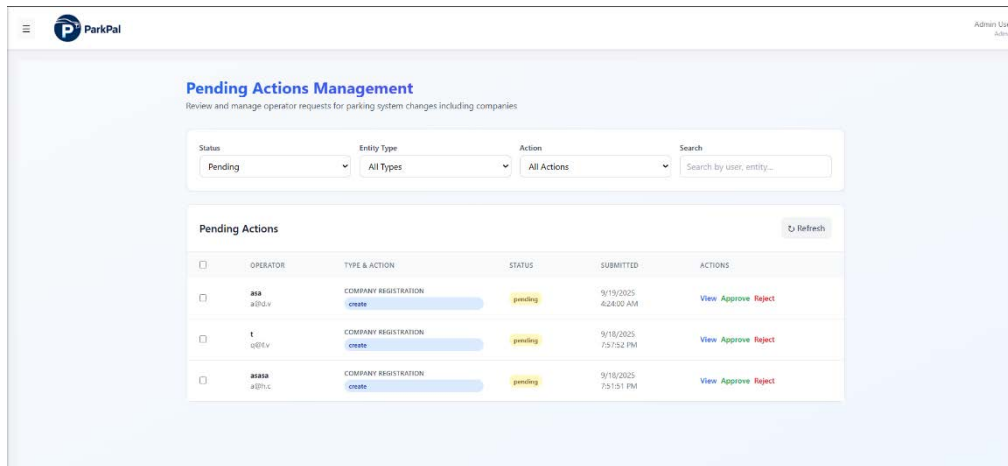 ☰ ParkPal
Admin Use
Admi
Pending Actions Management
Review and manage operator requests for parking system changes including companies
Status Entity Type Action Search
Pending All Types All Actions Search by user, entity...
Pending Actions ↻ Refresh
OPERATOR TYPE & ACTION STATUS SUBMITTED ACTIONS
asa COMPANY REGISTRATION pending 9/19/2025 View Approve Reject
a@d.v create 4:24:00 AM
t COMPANY REGISTRATION pending 9/18/2025 View Approve Reject
q@t.v create 7:57:52 PM
asasa COMPANY REGISTRATION pending 9/18/2025 View Approve Reject
a@h.c create 7:51:51 PM